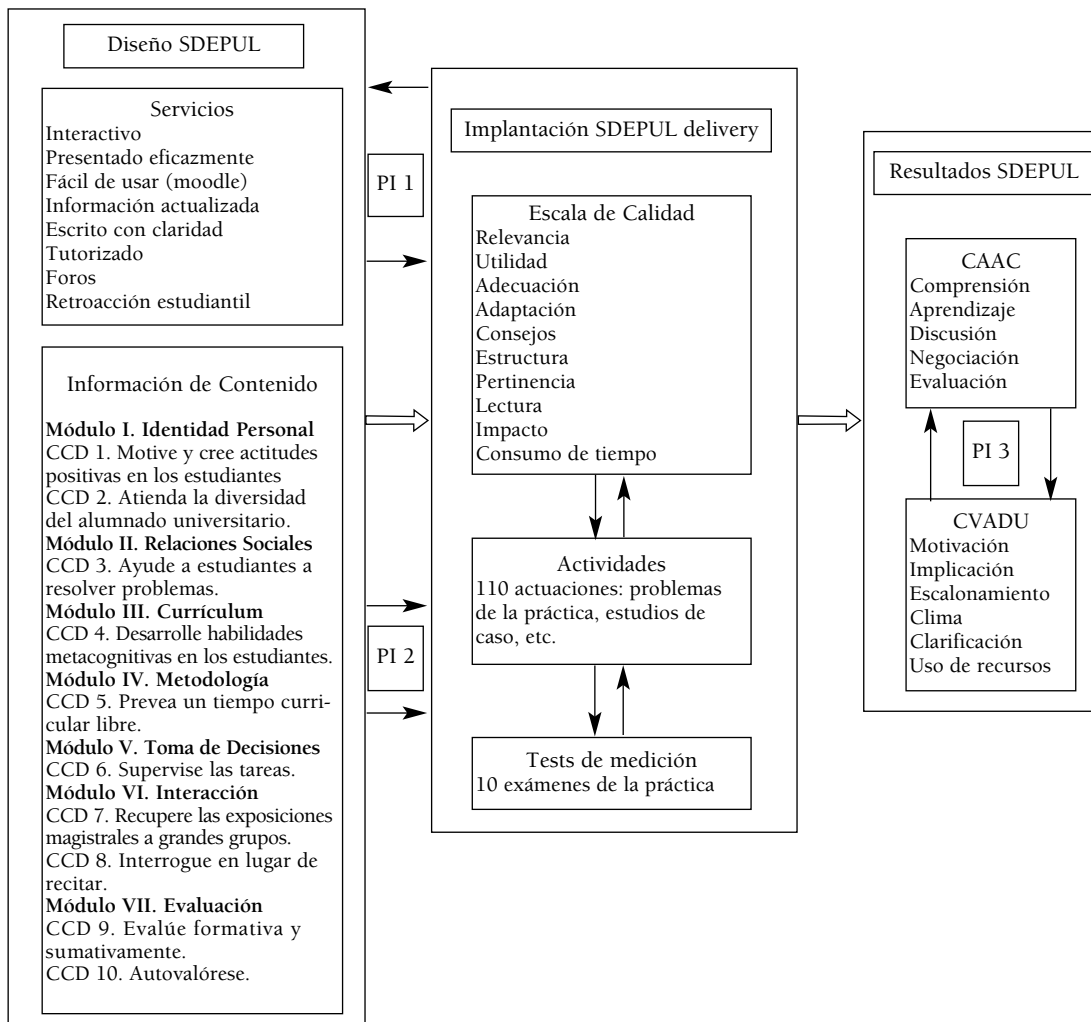 Diseño SDEPUL
Servicios
Interactivo
Presentado eficazmente
Fácil de usar (moodle)
Información actualizada
Escrito con claridad
Tutorizado
Foros
Retroacción estudiantil
Información de Contenido
Módulo I. Identidad Personal
CCD 1. Motive y cree actitudes
positivas en los estudiantes
CCD 2. Atienda la diversidad
del alumnado universitario.
Módulo II. Relaciones Sociales
CCD 3. Ayude a estudiantes a
resolver problemas.
Módulo III. Currículum
CCD 4. Desarrolle habilidades
metacognitivas en los estudiantes.
Módulo IV. Metodología
CCD 5. Prevea un tiempo curri-
cular libre.
Módulo V. Toma de Decisiones
CCD 6. Supervise las tareas.
Módulo VI. Interacción
CCD 7. Recupere las exposiciones
magistrales a grandes grupos.
CCD 8. Interrogue en lugar de
recitar.
Módulo VII. Evaluación
CCD 9. Evalúe formativa y
sumativamente.
CCD 10. Autovalórese.
PI 1
PI 2
Implantación SDEPUL delivery
Escala de Calidad
Relevancia
Utilidad
Adecuación
Adaptación
Consejos
Estructura
Pertinencia
Lectura
Impacto
Consumo de tiempo
Actividades
110 actuaciones: problemas
de la práctica, estudios de
caso, etc.
Tests de medición
10 exámenes de la práctica
Resultados SDEPUL
CAAC
Comprensión
Aprendizaje
Discusión
Negociación
Evaluación
PI 3
CVADU
Motivación
Implicación
Escalonamiento
Clima
Clarificación
Uso de recursos